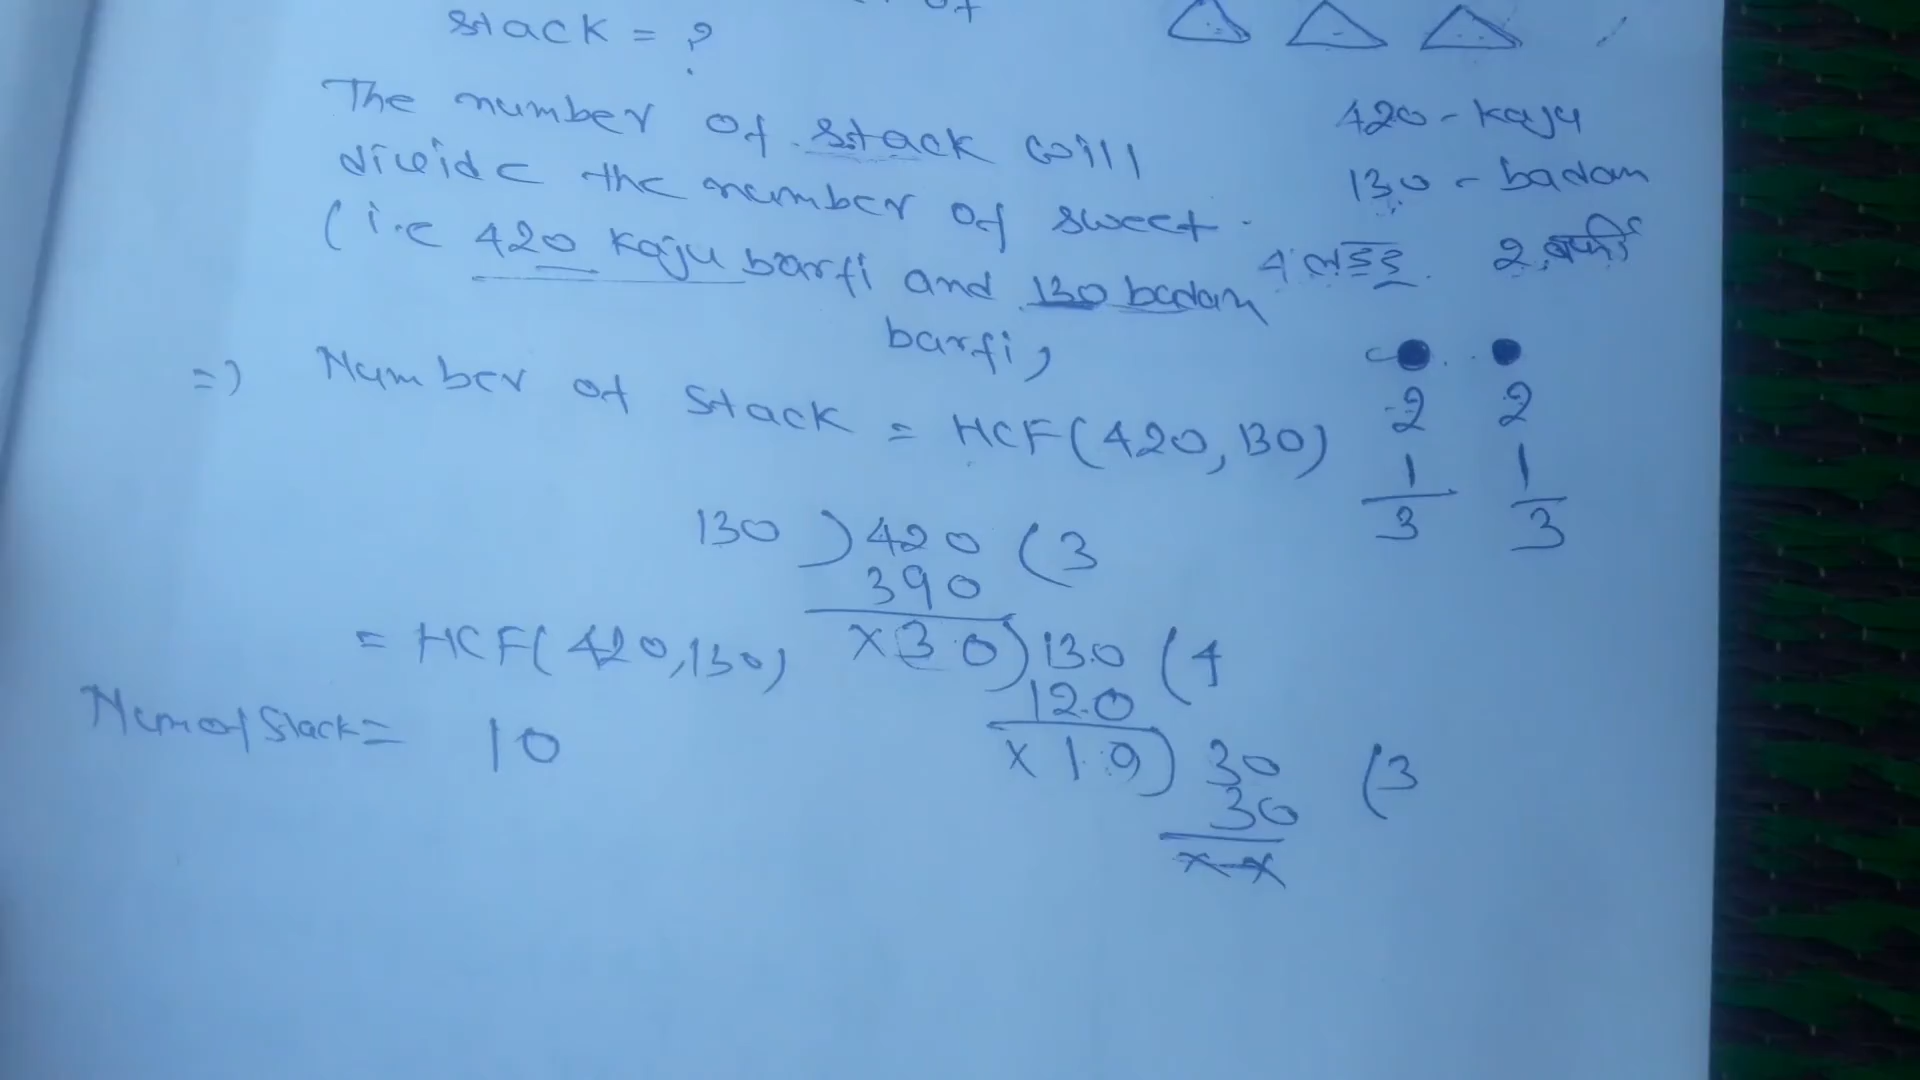 stack = ?
The number of stack will
divide the number of sweet.
(i.e 420 kaju barfi and 130 badam
barfi,
=) Number of stack = HCF(420,130)
420 - kaju
130 - badam
4 लड्डू 2 बर्फी
2 2
1 1
3 3
130 ) 420 ( 3
390
= HCF(420,130) x30 ) 130 ( 4
120
Num of Stack = 10 x10 ) 30 ( 3
30
x x